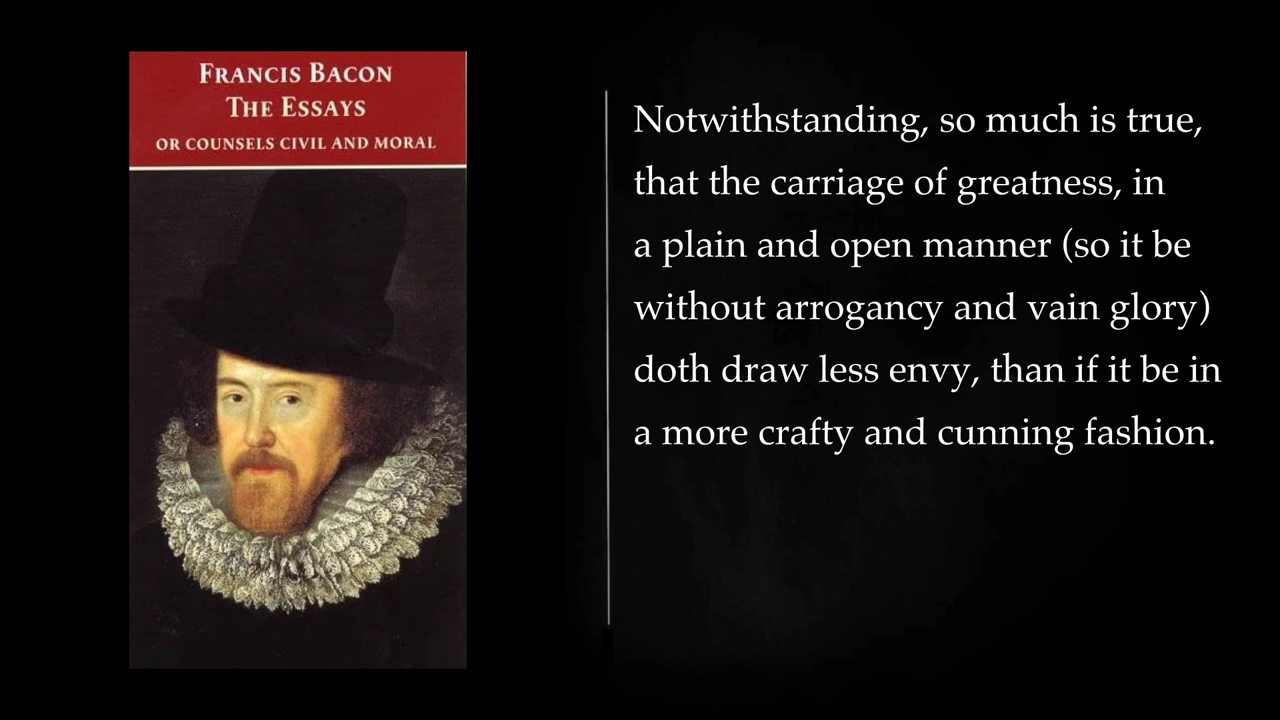 FRANCIS BACON
THE ESSAYS
OR COUNSELS CIVIL AND MORAL
Notwithstanding, so much is true,
that the carriage of greatness, in
a plain and open manner (so it be
without arrogancy and vain glory)
doth draw less envy, than if it be in
a more crafty and cunning fashion.